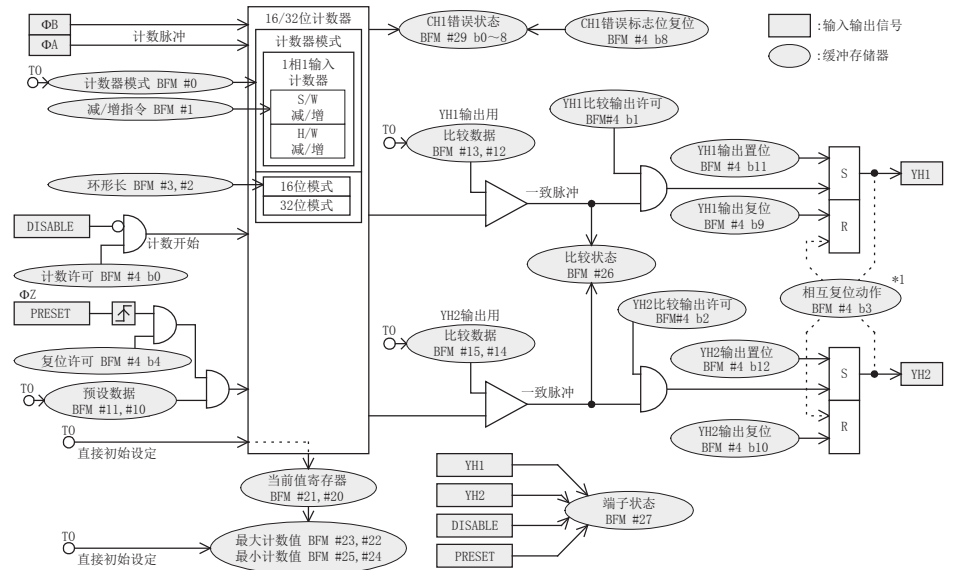 ΦB
ΦA
计数脉冲
TO
计数器模式 BFM #0
减/增指令 BFM #1
环形长 BFM #3,#2
DISABLE
计数开始
计数许可 BFM #4 b0
ΦZ
PRESET
复位许可 BFM #4 b4
TO
预设数据
BFM #11,#10
TO
直接初始设定
TO
直接初始设定
16/32位计数器
计数器模式
1相1输入
计数器
S/W
减/增
H/W
减/增
16位模式
32位模式
当前值寄存器
BFM #21,#20
最大计数值 BFM #23,#22
最小计数值 BFM #25,#24
CH1错误状态
BFM #29 b0～8
CH1错误标志位复位
BFM #4 b8
:输入输出信号
:缓冲存储器
YH1输出用
TO
比较数据
BFM #13,#12
YH1比较输出许可
BFM#4 b1
一致脉冲
YH1输出置位
BFM #4 b11
YH1输出复位
BFM #4 b9
S
R
YH1
比较状态
BFM #26
相互复位动作
BFM #4 b3
*1
YH2输出用
TO
比较数据
BFM #15,#14
YH2比较输出许可
BFM#4 b2
一致脉冲
YH2输出置位
BFM #4 b12
YH2输出复位
BFM #4 b10
S
R
YH2
YH1
YH2
DISABLE
PRESET
端子状态
BFM #27